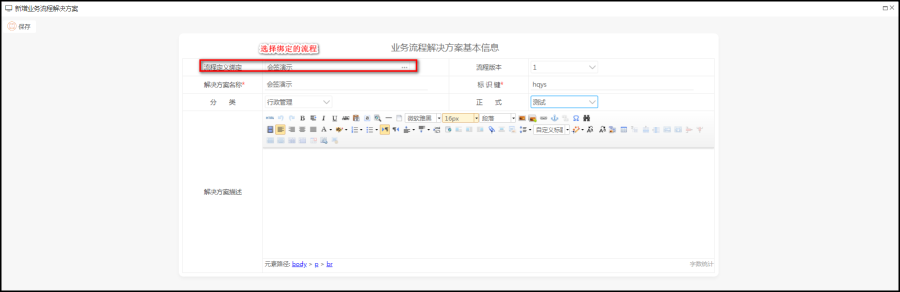 新增业务流程解决方案
保存
选择绑定的流程
业务流程解决方案基本信息
流程定义绑定 会签演示 ... 流程版本 1
解决方案名称* 会签演示 标 识 键* hqys
分 类 行政管理 正 式 测试
HTML 微软雅黑 16px 段落
自定义标题
解决方案描述
元素路径: body > p > br 字数统计